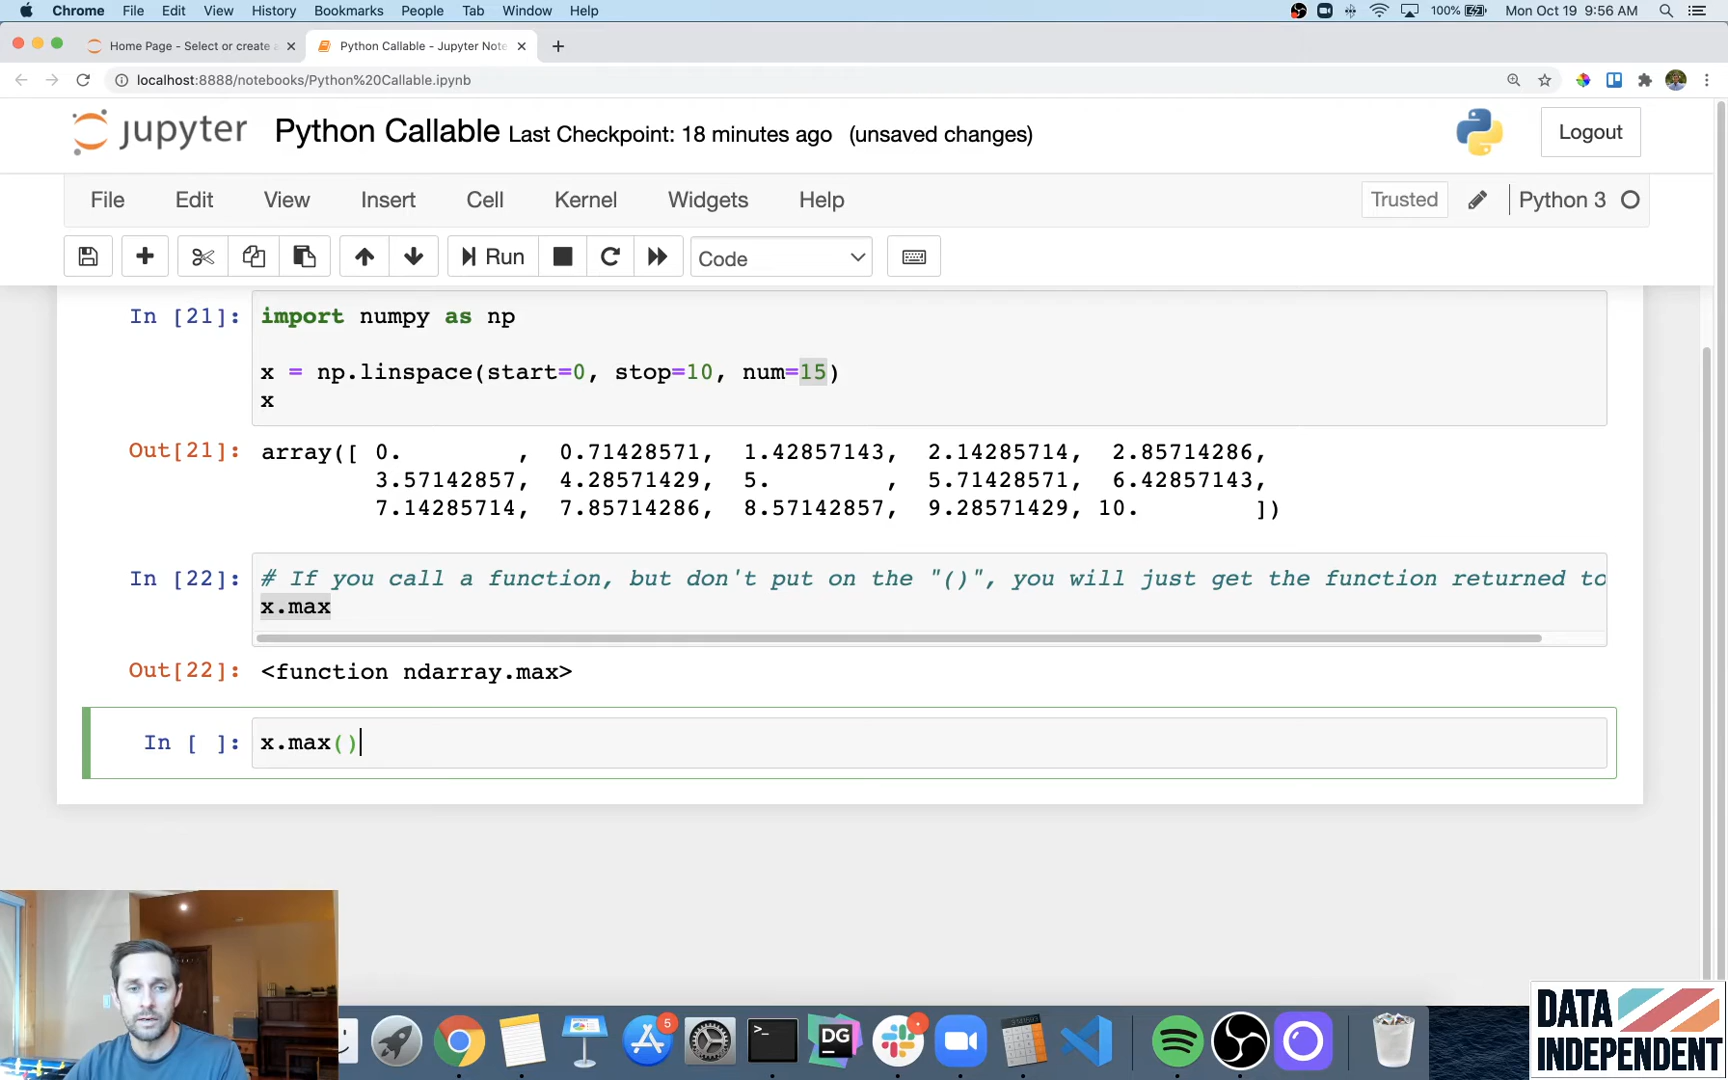 Chrome File Edit View History Bookmarks People Tab Window Help 100% Mon Oct 19 9:56 AM
Home Page - Select or create a Python Callable - Jupyter Note
localhost:8888/notebooks/Python%20Callable.ipynb
jupyter Python Callable Last Checkpoint: 18 minutes ago (unsaved changes) Logout
File Edit View Insert Cell Kernel Widgets Help Trusted Python 3
Run Code
In [21]: import numpy as np
x = np.linspace(start=0, stop=10, num=15)
x
Out[21]: array([ 0. , 0.71428571, 1.42857143, 2.14285714, 2.85714286,
3.57142857, 4.28571429, 5. , 5.71428571, 6.42857143,
7.14285714, 7.85714286, 8.57142857, 9.28571429, 10. ])
In [22]: # If you call a function, but don't put on the "()", you will just get the function returned to
x.max
Out[22]: <function ndarray.max>
In [ ]: x.max()
5
>_
DG
DATA
INDEPENDENT